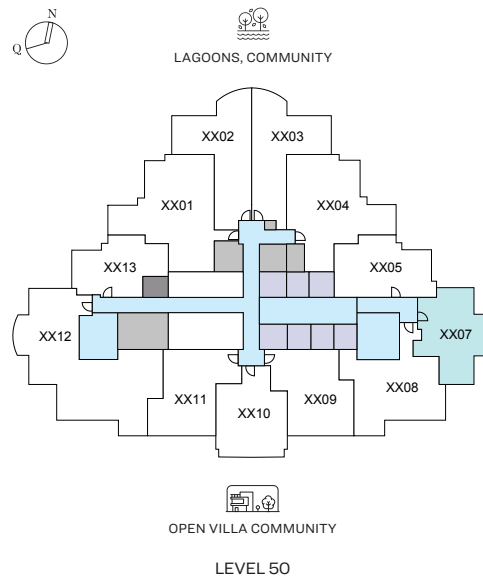 N
Q
LAGOONS, COMMUNITY
XX02
XX03
XX01
XX04
XX13
XX05
XX12
XX07
XX08
XX11
XX09
XX10
OPEN VILLA COMMUNITY
LEVEL 50